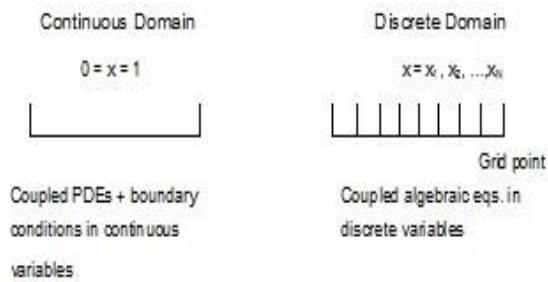 Continuous Domain
0 = x = 1
Coupled PDEs + boundary
conditions in continuous
variables
Discrete Domain
x = x₁ , x₂, ...,xₙ
Grid point
Coupled algebraic eqs. in
discrete variables